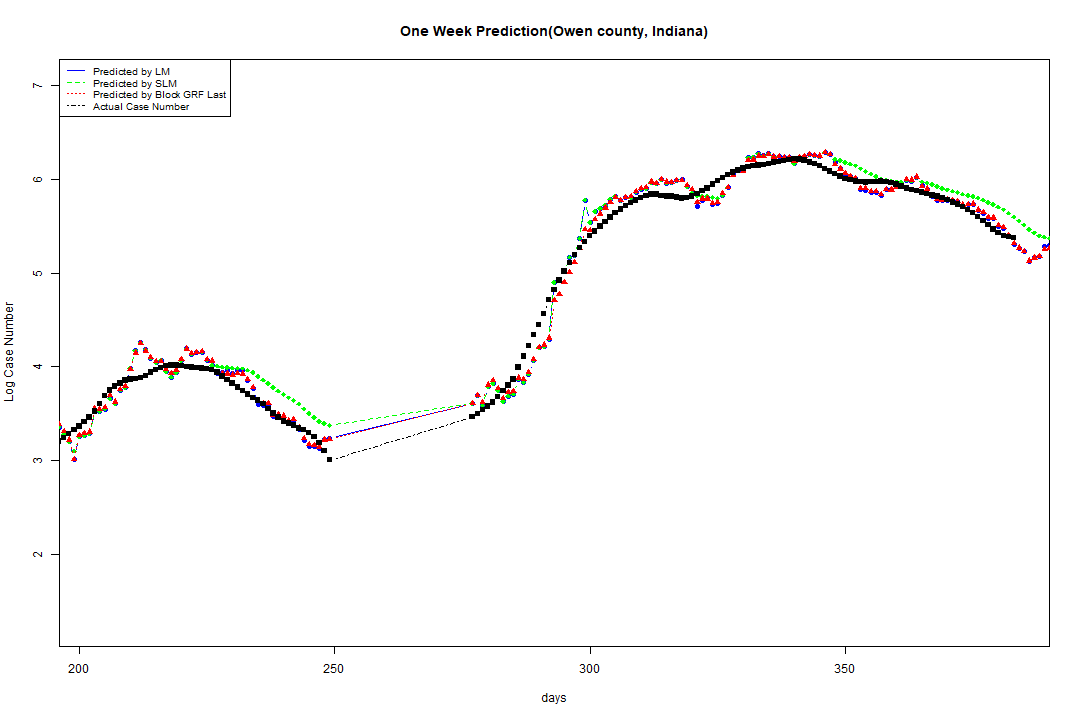 One Week Prediction(Owen county, Indiana)
Predicted by LM
Predicted by SLM
Predicted by Block GRF Last
Actual Case Number
7
6
5
4
3
2
Log Case Number
200 250 300 350
days